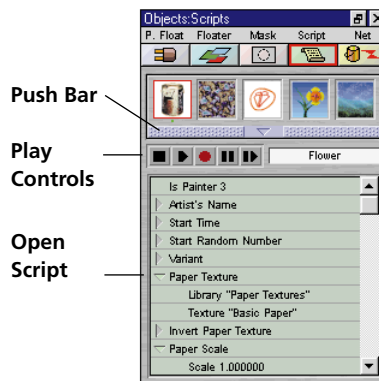 Objects:Scripts
P. Float Floater Mask Script Net
Push Bar
Play
Controls
Flower
Open
Script
Is Painter 3
Artist's Name
Start Time
Start Random Number
Variant
Paper Texture
Library "Paper Textures"
Texture "Basic Paper"
Invert Paper Texture
Paper Scale
Scale 1.000000